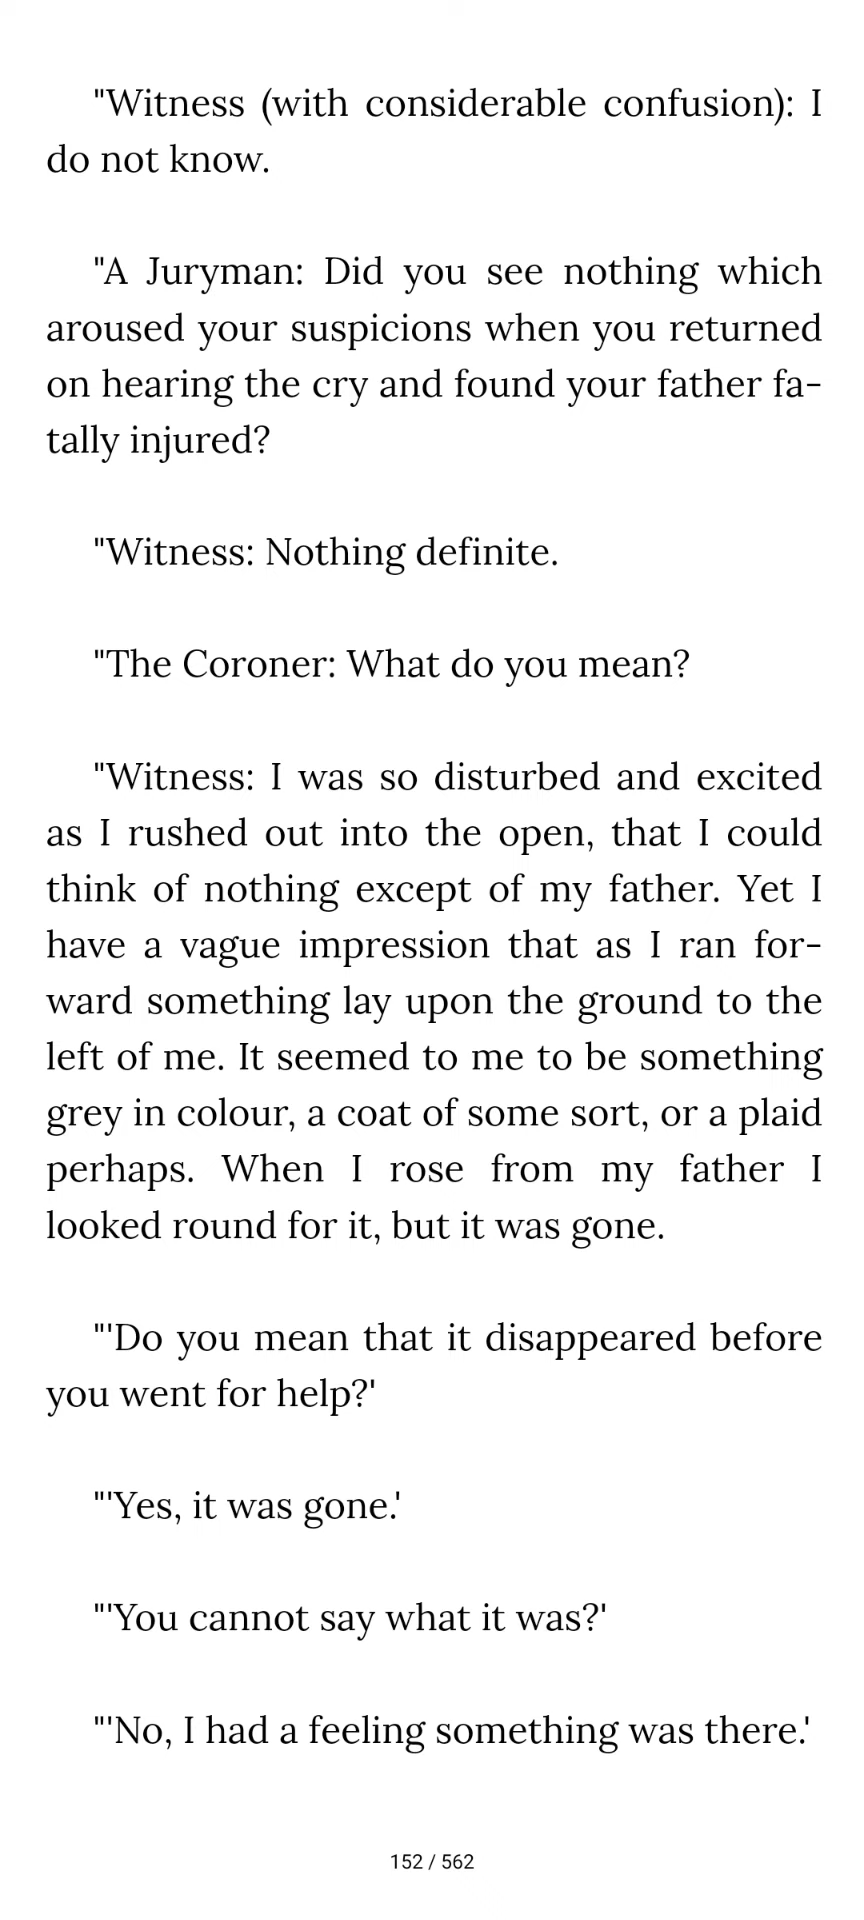 "Witness (with considerable confusion): I
do not know.
"A Juryman: Did you see nothing which
aroused your suspicions when you returned
on hearing the cry and found your father fa-
tally injured?
"Witness: Nothing definite.
"The Coroner: What do you mean?
"Witness: I was so disturbed and excited
as I rushed out into the open, that I could
think of nothing except of my father. Yet I
have a vague impression that as I ran for-
ward something lay upon the ground to the
left of me. It seemed to me to be something
grey in colour, a coat of some sort, or a plaid
perhaps. When I rose from my father I
looked round for it, but it was gone.
"'Do you mean that it disappeared before
you went for help?'
"'Yes, it was gone.'
"'You cannot say what it was?'
"'No, I had a feeling something was there.'
152 / 562